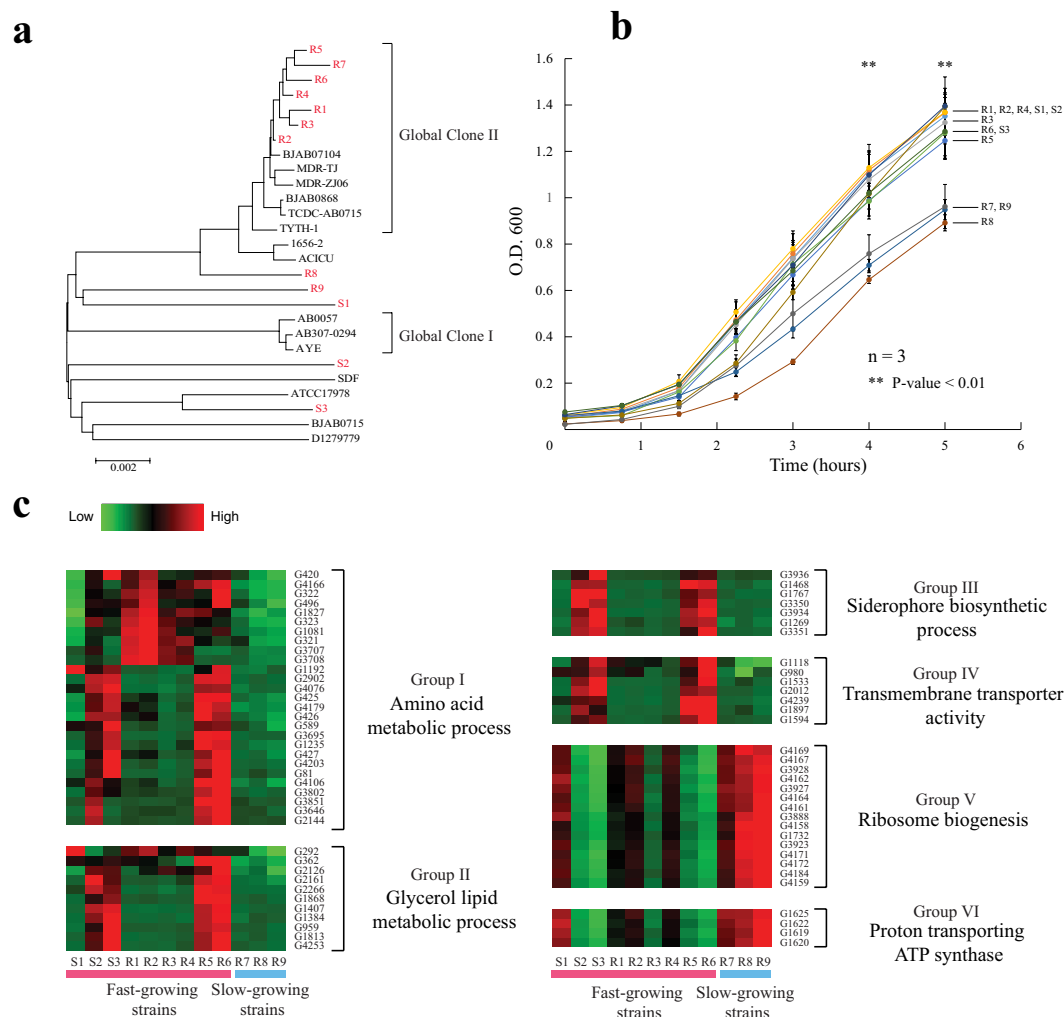 a
R5
R7
R6
R4
R1
R3
R2
BJAB07104
MDR-TJ
MDR-ZJ06
BJAB0868
TCDC-AB0715
TYTH-1
1656-2
ACICU
R8
R9
S1
AB0057
AB307-0294
AYE
S2
SDF
ATCC17978
S3
BJAB0715
D1279779
Global Clone II
Global Clone I
0.002
b
O.D. 600
1.6
1.4
1.2
1
0.8
0.6
0.4
0.2
0
1
2
3
4
5
6
Time (hours)
**
**
R1, R2, R4, S1, S2
R3
R6, S3
R5
R7, R9
R8
n = 3
** P-value < 0.01
c
Low
High
G420
G4166
G322
G496
G1827
G323
G1081
G321
G3707
G3708
G1192
G2902
G4076
G425
G4179
G426
G589
G3695
G1235
G427
G4203
G81
G4106
G3802
G3851
G3646
G2144
Group I
Amino acid
metabolic process
G292
G362
G2126
G2161
G2266
G1868
G1407
G1384
G959
G1813
G4253
Group II
Glycerol lipid
metabolic process
S1 S2 S3 R1 R2 R3 R4 R5 R6 R7 R8 R9
Fast-growing
strains
Slow-growing
strains
G3936
G1468
G1767
G3350
G3934
G1269
G3351
Group III
Siderophore biosynthetic
process
G1118
G980
G1533
G2012
G4239
G1897
G1594
Group IV
Transmembrane transporter
activity
G4169
G4167
G3928
G4162
G3927
G4164
G4161
G3888
G4158
G1732
G3923
G4171
G4172
G4184
G4159
Group V
Ribosome biogenesis
G1625
G1622
G1619
G1620
Group VI
Proton transporting
ATP synthase
S1 S2 S3 R1 R2 R3 R4 R5 R6 R7 R8 R9
Fast-growing
strains
Slow-growing
strains